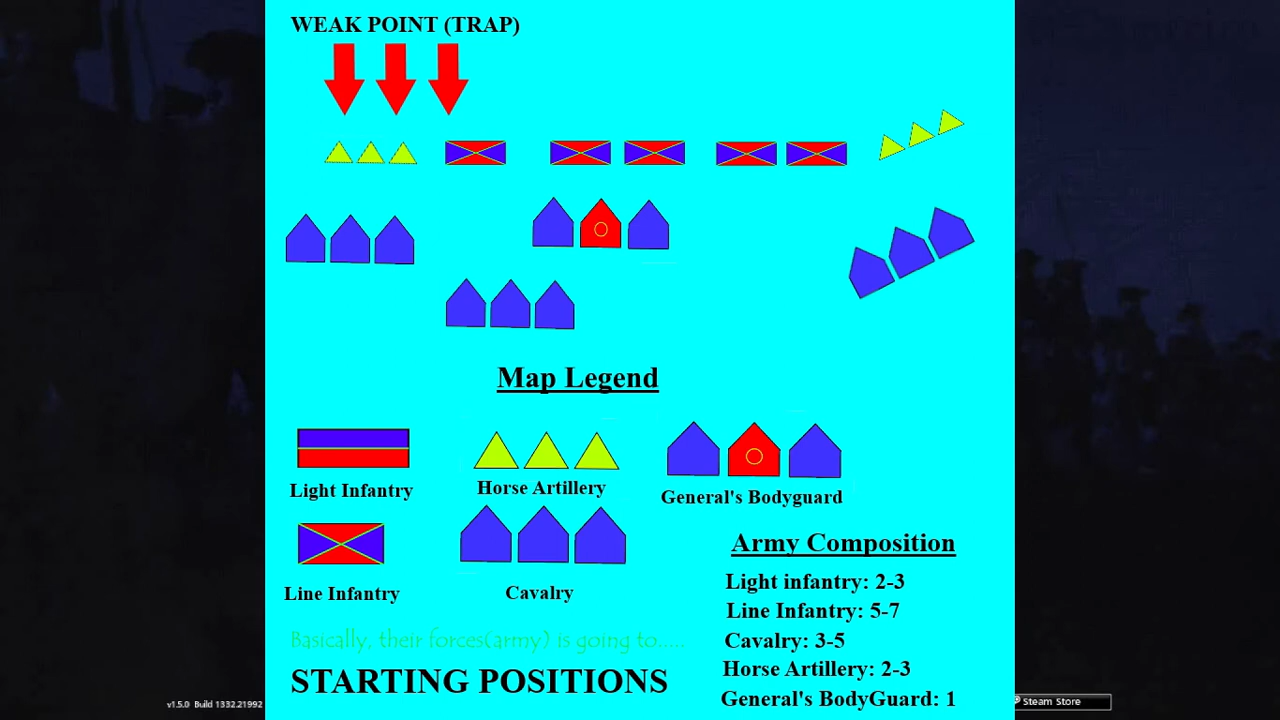 WEAK POINT (TRAP)
Map Legend
Light Infantry
Horse Artillery
General's Bodyguard
Line Infantry
Cavalry
Army Composition
Light infantry: 2-3
Line Infantry: 5-7
Cavalry: 3-5
Horse Artillery: 2-3
General's BodyGuard: 1
Basically, their forces(army) is going to.....
STARTING POSITIONS
v1.5.0 Build 1332.21992
Steam Store